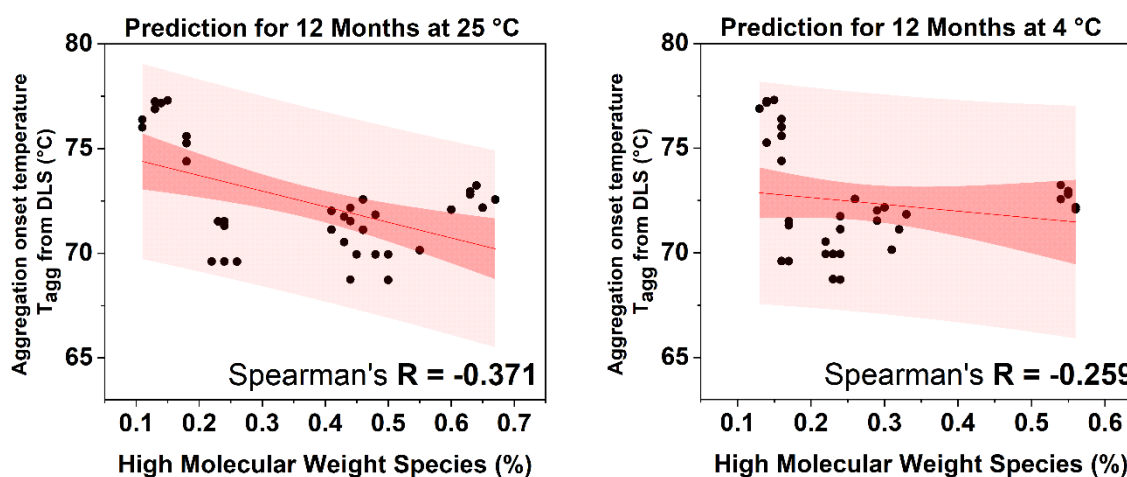 Prediction for 12 Months at 25 °C
Aggregation onset temperature
Tagg from DLS (°C)
80
75
70
65
Spearman's R = -0.371
0.1 0.2 0.3 0.4 0.5 0.6 0.7
High Molecular Weight Species (%)
Prediction for 12 Months at 4 °C
Aggregation onset temperature
Tagg from DLS (°C)
80
75
70
65
Spearman's R = -0.259
0.1 0.2 0.3 0.4 0.5 0.6
High Molecular Weight Species (%)